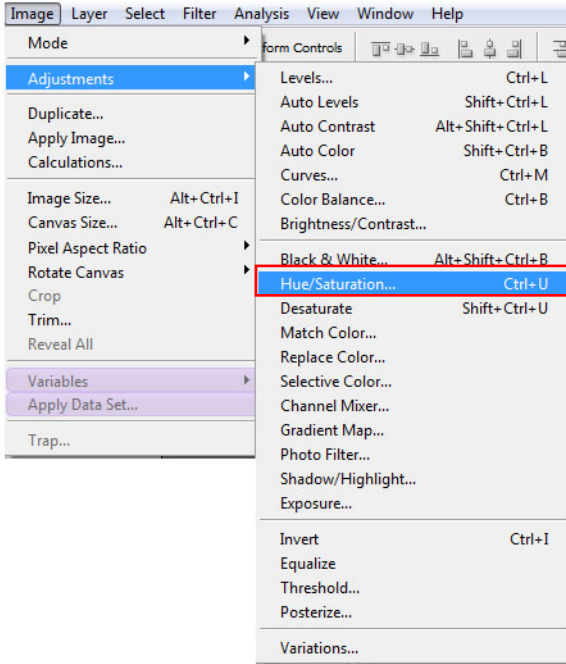 Image Layer Select Filter Analysis View Window Help
form Controls
Mode
Adjustments
Duplicate...
Apply Image...
Calculations...
Image Size... Alt+Ctrl+I
Canvas Size... Alt+Ctrl+C
Pixel Aspect Ratio
Rotate Canvas
Crop
Trim...
Reveal All
Variables
Apply Data Set...
Trap...
Levels... Ctrl+L
Auto Levels Shift+Ctrl+L
Auto Contrast Alt+Shift+Ctrl+L
Auto Color Shift+Ctrl+B
Curves... Ctrl+M
Color Balance... Ctrl+B
Brightness/Contrast...
Black & White... Alt+Shift+Ctrl+B
Hue/Saturation... Ctrl+U
Desaturate Shift+Ctrl+U
Match Color...
Replace Color...
Selective Color...
Channel Mixer...
Gradient Map...
Photo Filter...
Shadow/Highlight...
Exposure...
Invert Ctrl+I
Equalize
Threshold...
Posterize...
Variations...